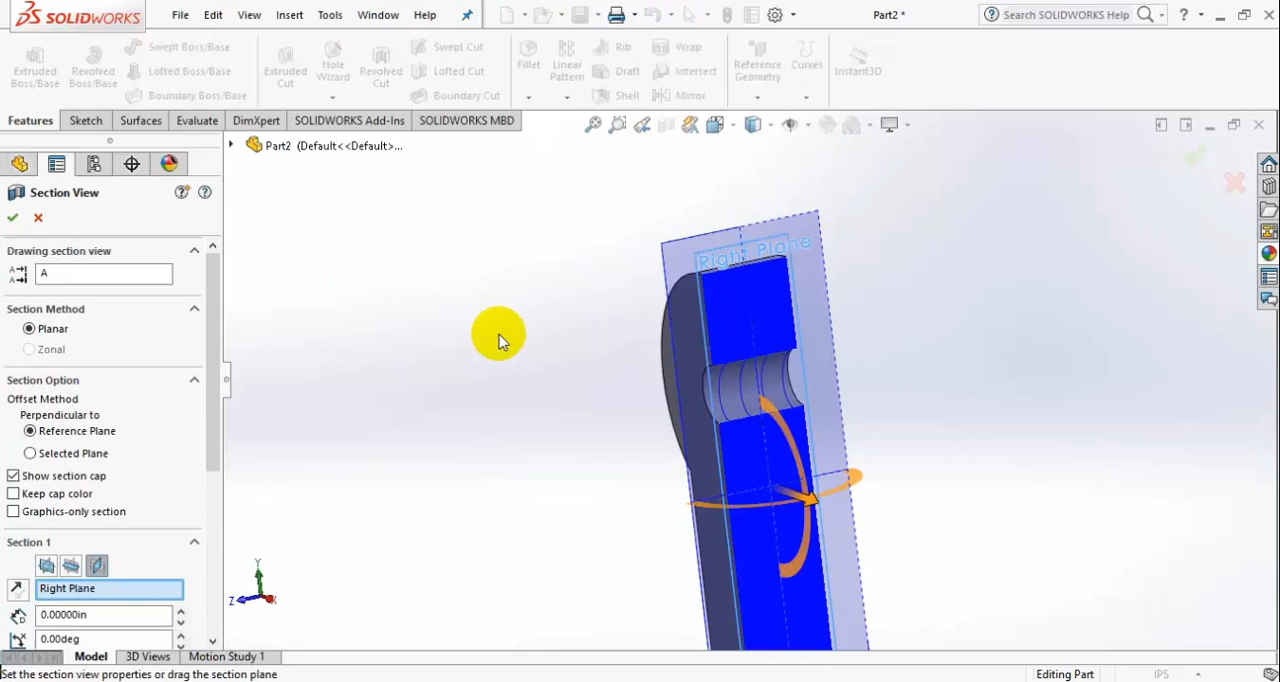 SOLIDWORKS File Edit View Insert Tools Window Help Part2 * Search SOLIDWORKS Help
Extruded Boss/Base Revolved Boss/Base Swept Boss/Base Lofted Boss/Base Boundary Boss/Base Extruded Cut Hole Wizard Revolved Cut Swept Cut Lofted Cut Boundary Cut Fillet Linear Pattern Rib Draft Shell Wrap Intersect Mirror Reference Geometry Curves Instant3D
Features Sketch Surfaces Evaluate DimXpert SOLIDWORKS Add-Ins SOLIDWORKS MBD
Part2 (Default<<Default>...
Section View
Drawing section view
A
Section Method
Planar
Zonal
Section Option
Offset Method
Perpendicular to
Reference Plane
Selected Plane
Show section cap
Keep cap color
Graphics-only section
Section 1
Right Plane
0.00000in
0.00deg
Right Plane
Y
Z
X
Model 3D Views Motion Study 1
Set the section view properties or drag the section plane Editing Part IPS